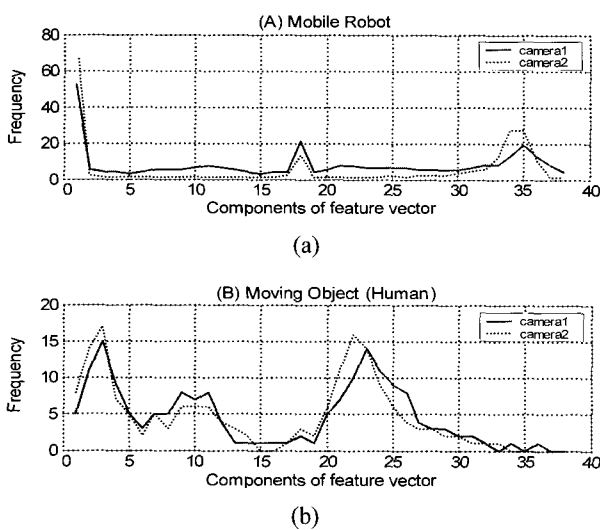 (A) Mobile Robot
80
60
40
20
0
Frequency
camera1
camera2
0 5 10 15 20 25 30 35 40
Components of feature vector
(a)
(B) Moving Object (Human)
20
15
10
5
0
Frequency
camera1
camera2
0 5 10 15 20 25 30 35 40
Components of feature vector
(b)